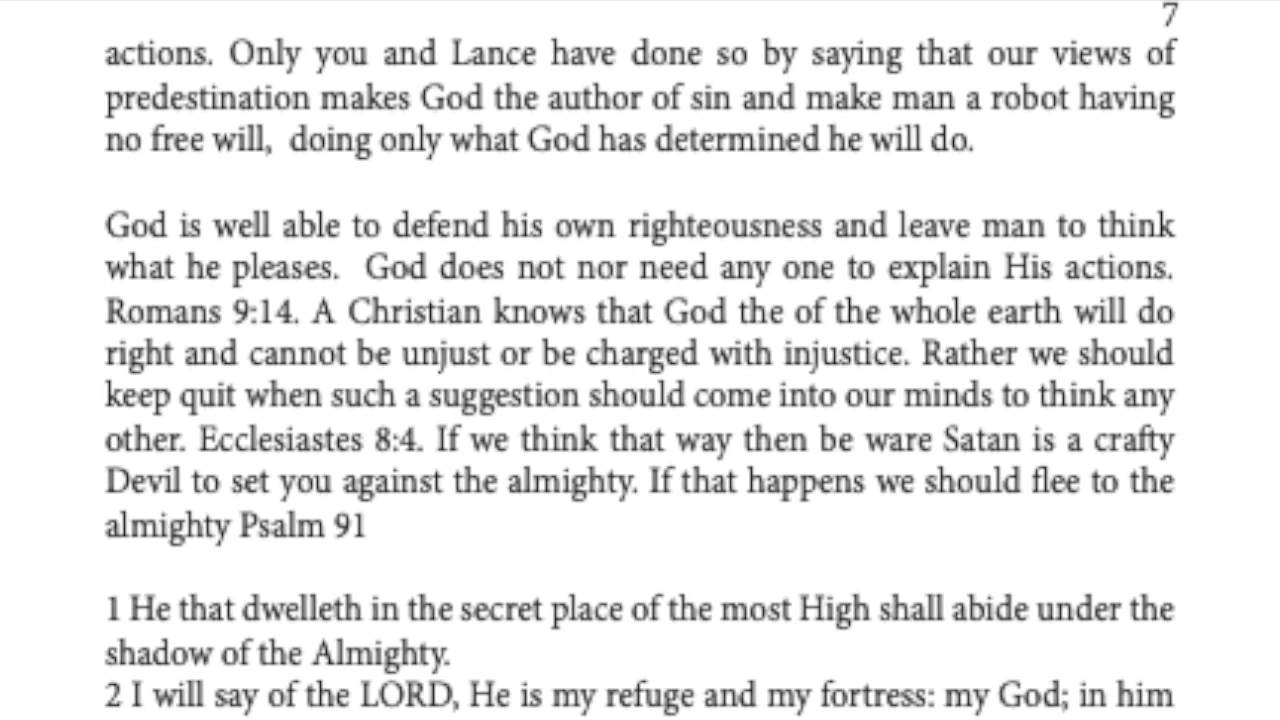 7
actions. Only you and Lance have done so by saying that our views of
predestination makes God the author of sin and make man a robot having
no free will,  doing only what God has determined he will do.
God is well able to defend his own righteousness and leave man to think
what he pleases.  God does not nor need any one to explain His actions.
Romans 9:14. A Christian knows that God the of the whole earth will do
right and cannot be unjust or be charged with injustice. Rather we should
keep quit when such a suggestion should come into our minds to think any
other. Ecclesiastes 8:4. If we think that way then be ware Satan is a crafty
Devil to set you against the almighty. If that happens we should flee to the
almighty Psalm 91
1 He that dwelleth in the secret place of the most High shall abide under the
shadow of the Almighty.
2 I will say of the LORD, He is my refuge and my fortress: my God; in him